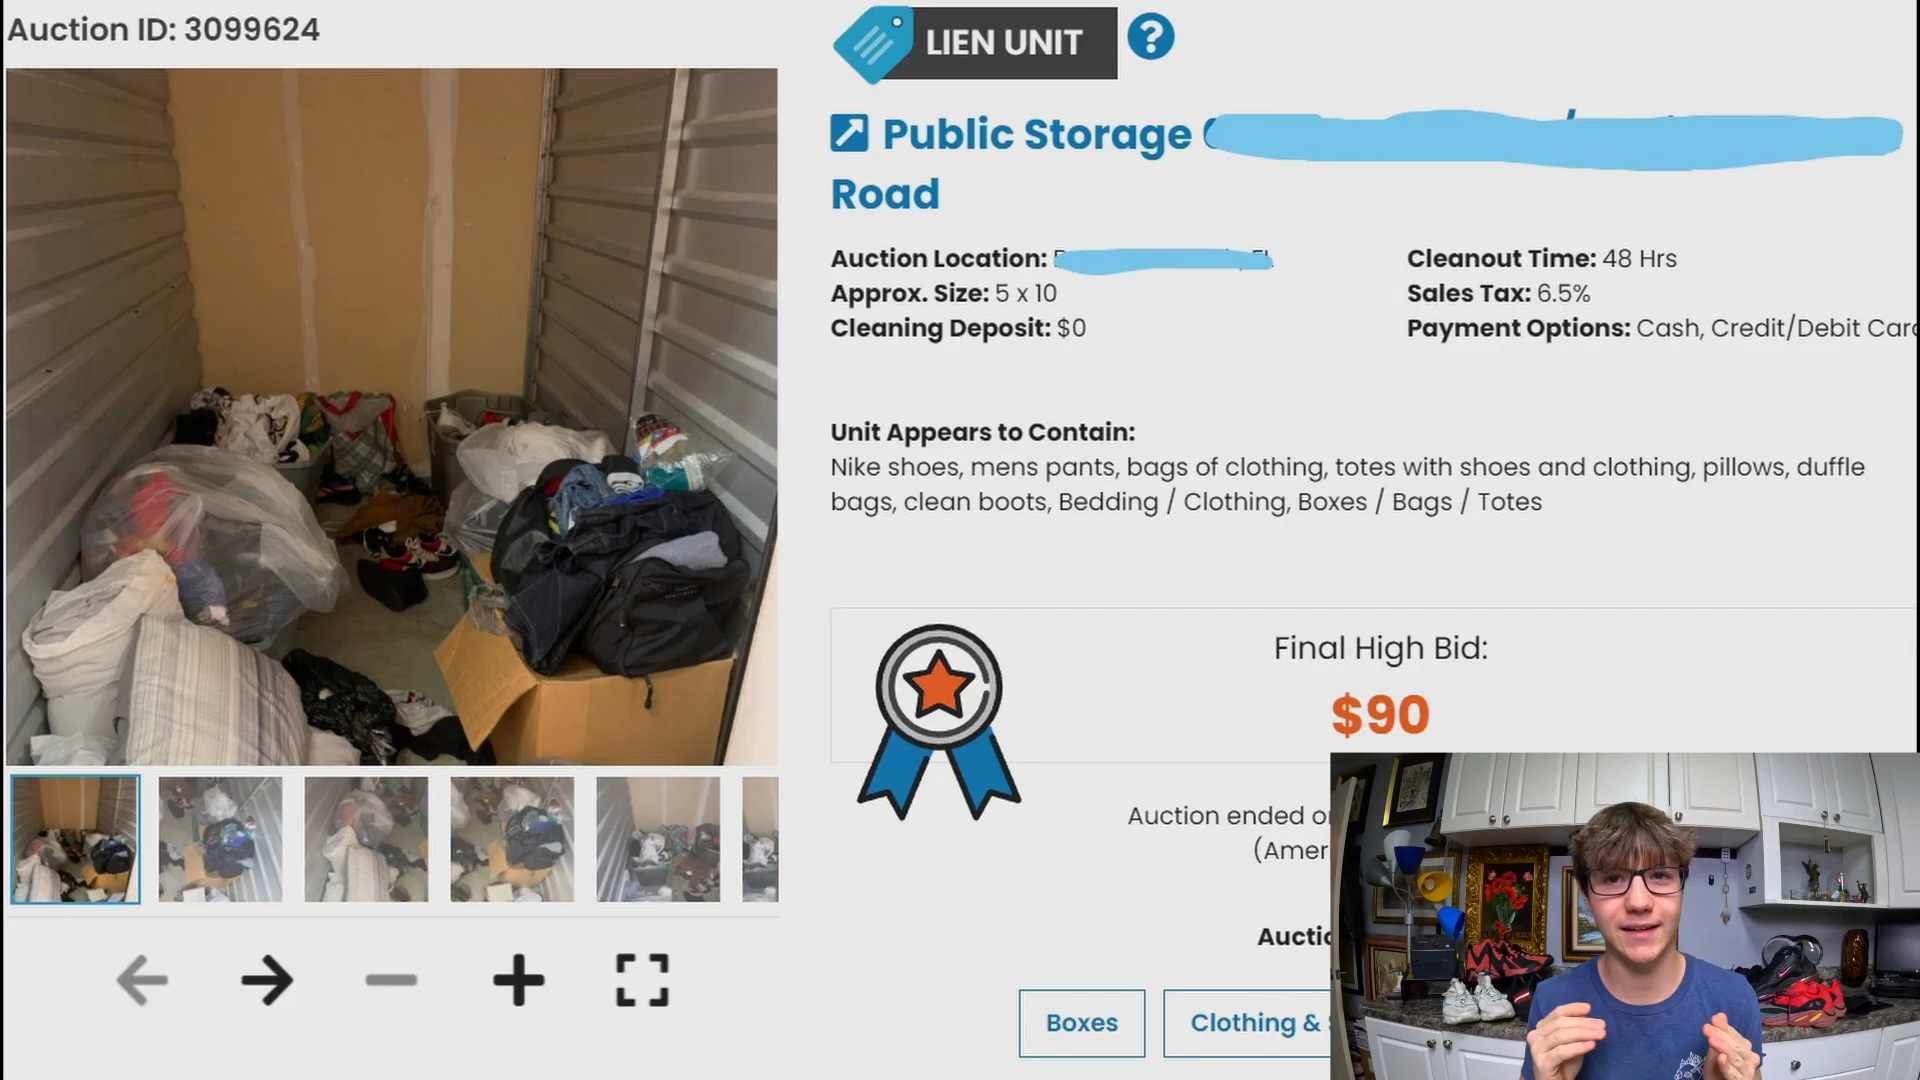 Auction ID: 3099624
LIEN UNIT
?
Public Storage
Road
Auction Location:
Cleanout Time: 48 Hrs
Approx. Size: 5 x 10
Sales Tax: 6.5%
Cleaning Deposit: $0
Payment Options: Cash, Credit/Debit Card
Unit Appears to Contain:
Nike shoes, mens pants, bags of clothing, totes with shoes and clothing, pillows, duffle
bags, clean boots, Bedding / Clothing, Boxes / Bags / Totes
Final High Bid:
$90
Auction ended
Boxes
Clothing &